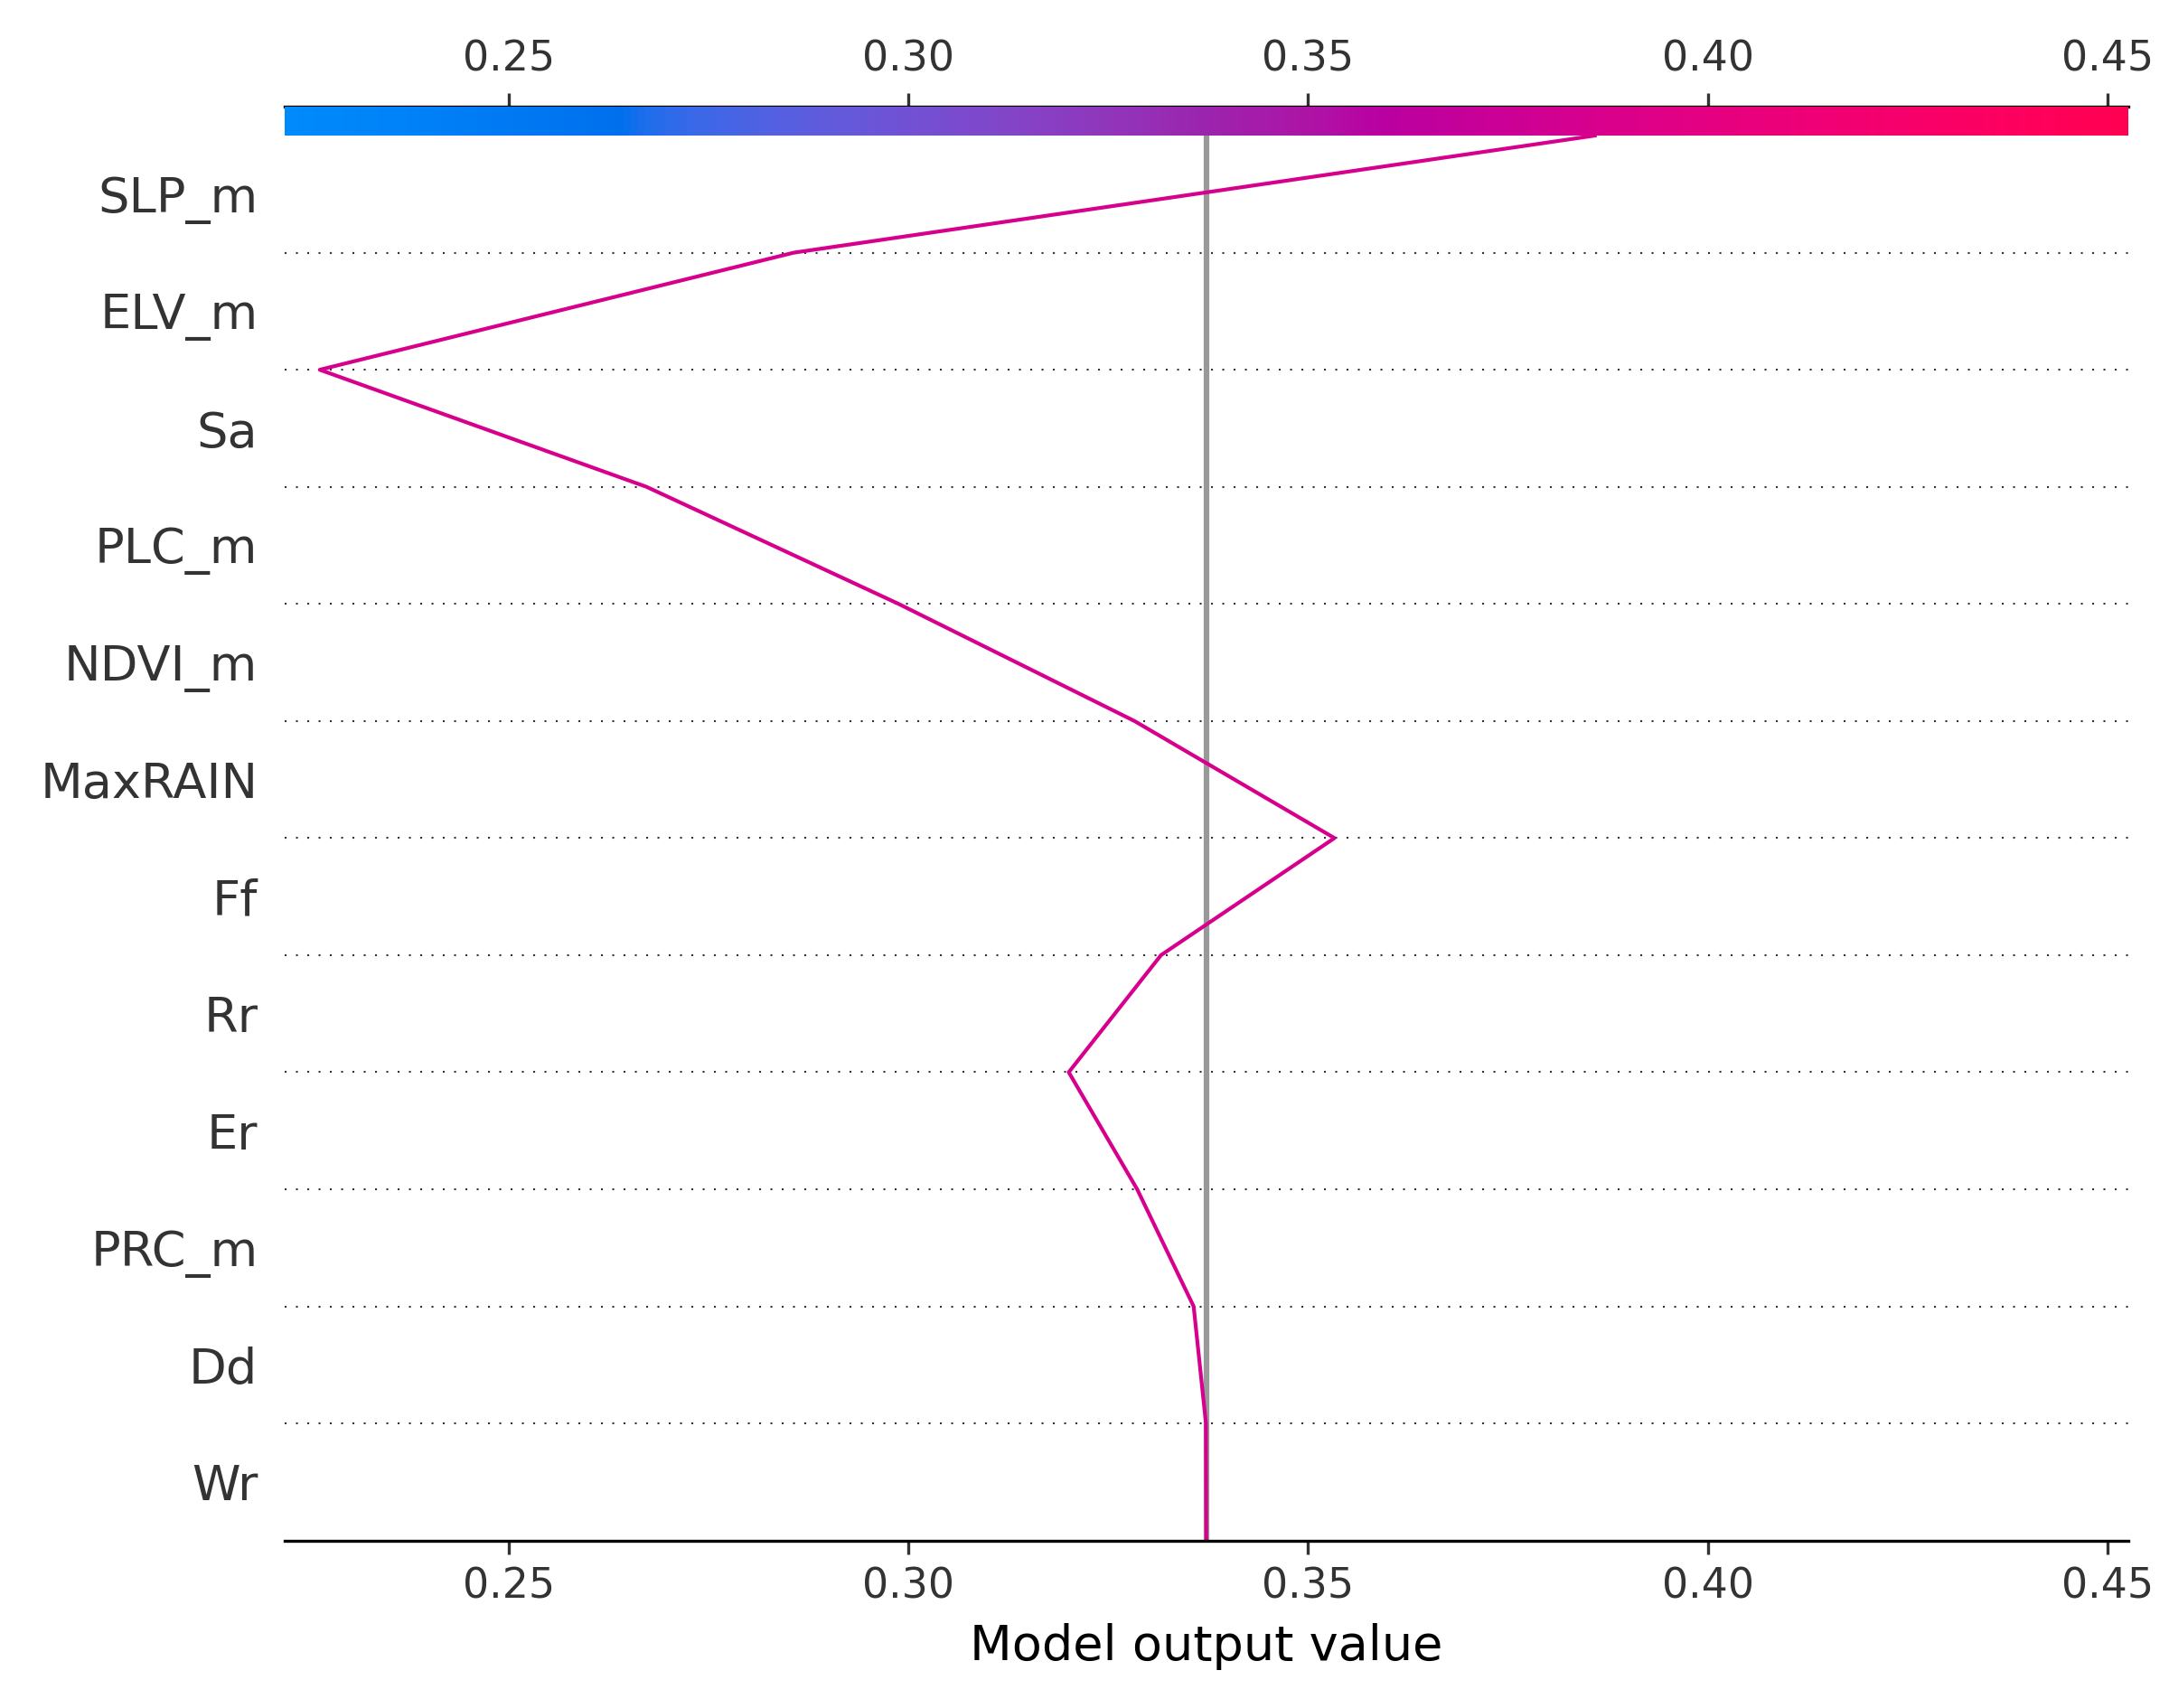 0.25 0.30 0.35 0.40 0.45
SLP_m
ELV_m
Sa
PLC_m
NDVI_m
MaxRAIN
Ff
Rr
Er
PRC_m
Dd
Wr
0.25 0.30 0.35 0.40 0.45
Model output value